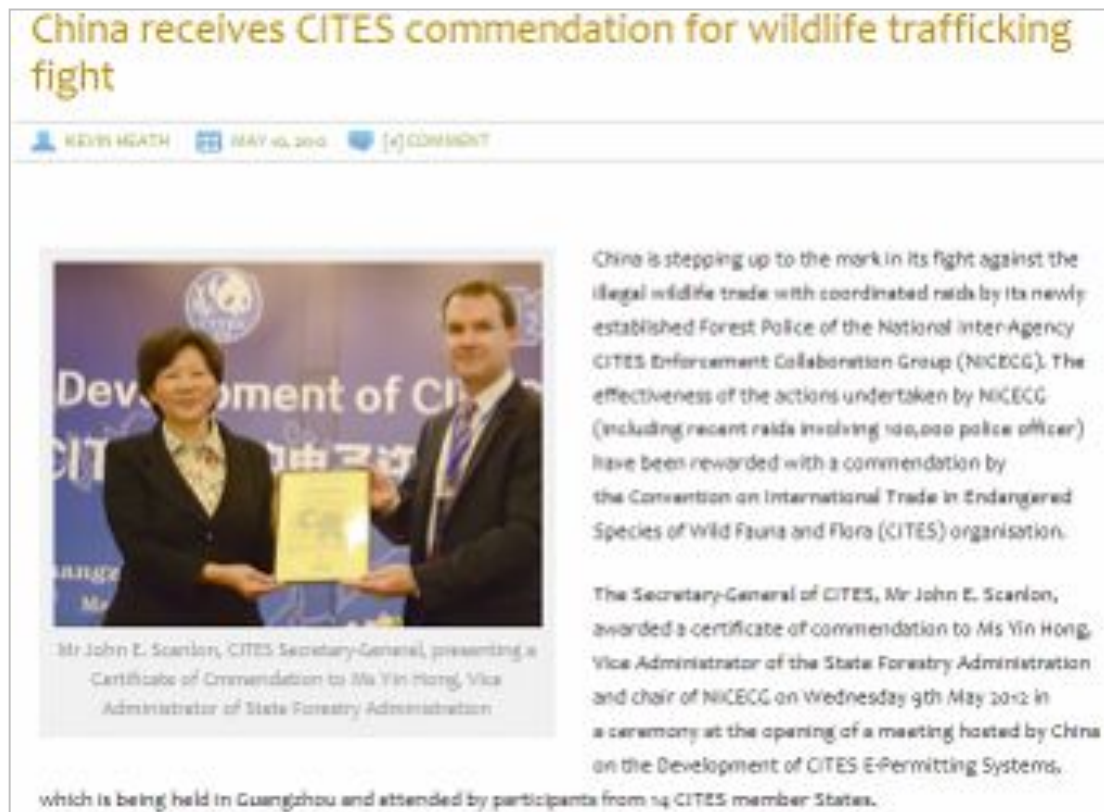 China receives CITES commendation for wildlife trafficking
fight
KEVIN HEATH MAY 10, 2012 COMMENT
CITES
Development of CI
CIT
angz
China is stepping up to the mark in its fight against the
illegal wildlife trade with coordinated raids by its newly
established Forest Police of the National Inter-Agency
CITES Enforcement Collaboration Group (NICECG). The
effectiveness of the actions undertaken by NICECG
(including recent raids involving 100,000 police officer)
have been rewarded with a commendation by
the Convention on International Trade in Endangered
Species of Wild Fauna and Flora (CITES) organisation.
Mr John E. Scanlon, CITES Secretary-General, presenting a
Certificate of Cmmendation to Ms Yin Hong, Vice
Administrator of State Forestry Administration
The Secretary-General of CITES, Mr John E. Scanlon,
awarded a certificate of commendation to Ms Yin Hong,
Vice Administrator of the State Forestry Administration
and chair of NICECG on Wednesday 9th May 2012 in
a ceremony at the opening of a meeting hosted by China
on the Development of CITES E-Permitting Systems,
which is being held in Guangzhou and attended by participants from 14 CITES member States.